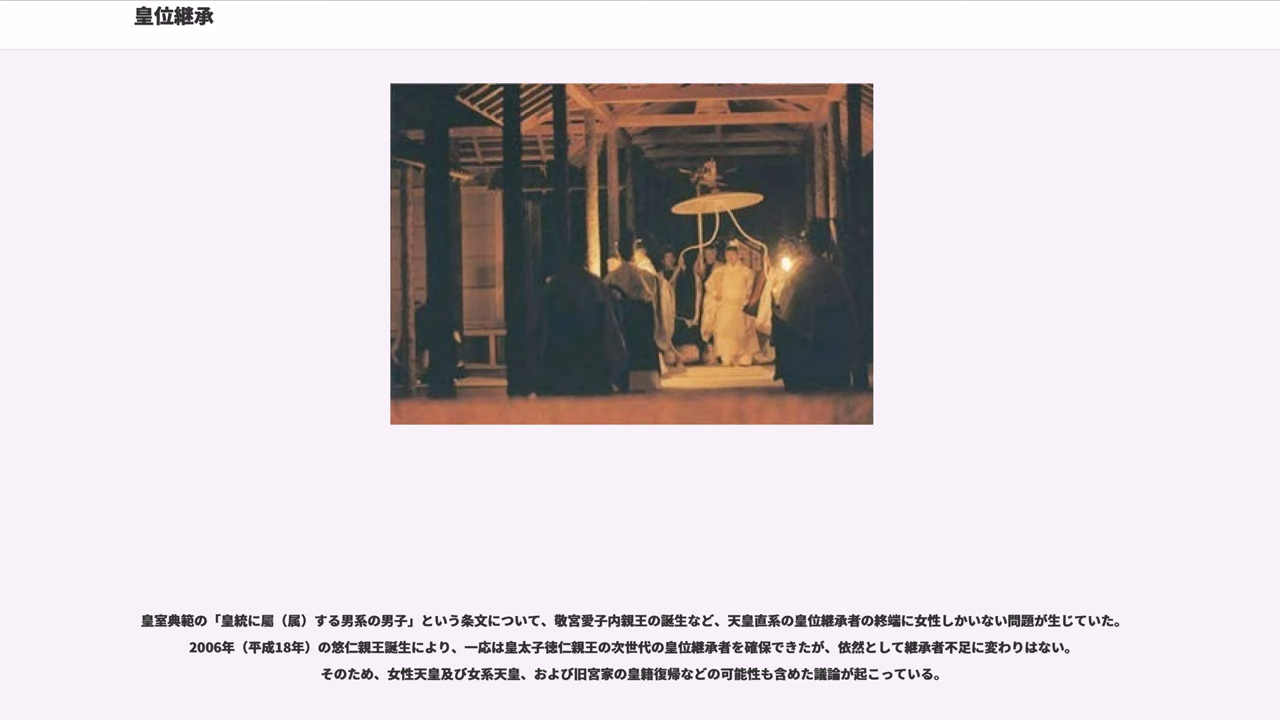 皇位継承
皇室典範の「皇統に屬（属）する男系の男子」という条文について、敬宮愛子内親王の誕生など、天皇直系の皇位継承者の終端に女性しかいない問題が生じていた。
2006年（平成18年）の悠仁親王誕生により、一応は皇太子徳仁親王の次世代の皇位継承者を確保できたが、依然として継承者不足に変わりはない。
そのため、女性天皇及び女系天皇、および旧宮家の皇籍復帰などの可能性も含めた議論が起こっている。